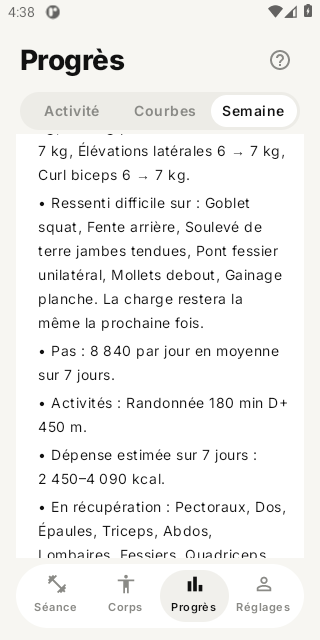 4:38
Progrès
Activité
Courbes
Semaine
7 kg, Élévations latérales 6 → 7 kg,
Curl biceps 6 → 7 kg.
• Ressenti difficile sur : Goblet
squat, Fente arrière, Soulevé de
terre jambes tendues, Pont fessier
unilatéral, Mollets debout, Gainage
planche. La charge restera la
même la prochaine fois.
• Pas : 8 840 par jour en moyenne
sur 7 jours.
• Activités : Randonnée 180 min D+
450 m.
• Dépense estimée sur 7 jours :
2 450–4 090 kcal.
• En récupération : Pectoraux, Dos,
Épaules, Triceps, Abdos,
Lombaires, Fessiers, Quadriceps
Séance
Corps
Progrès
Réglages